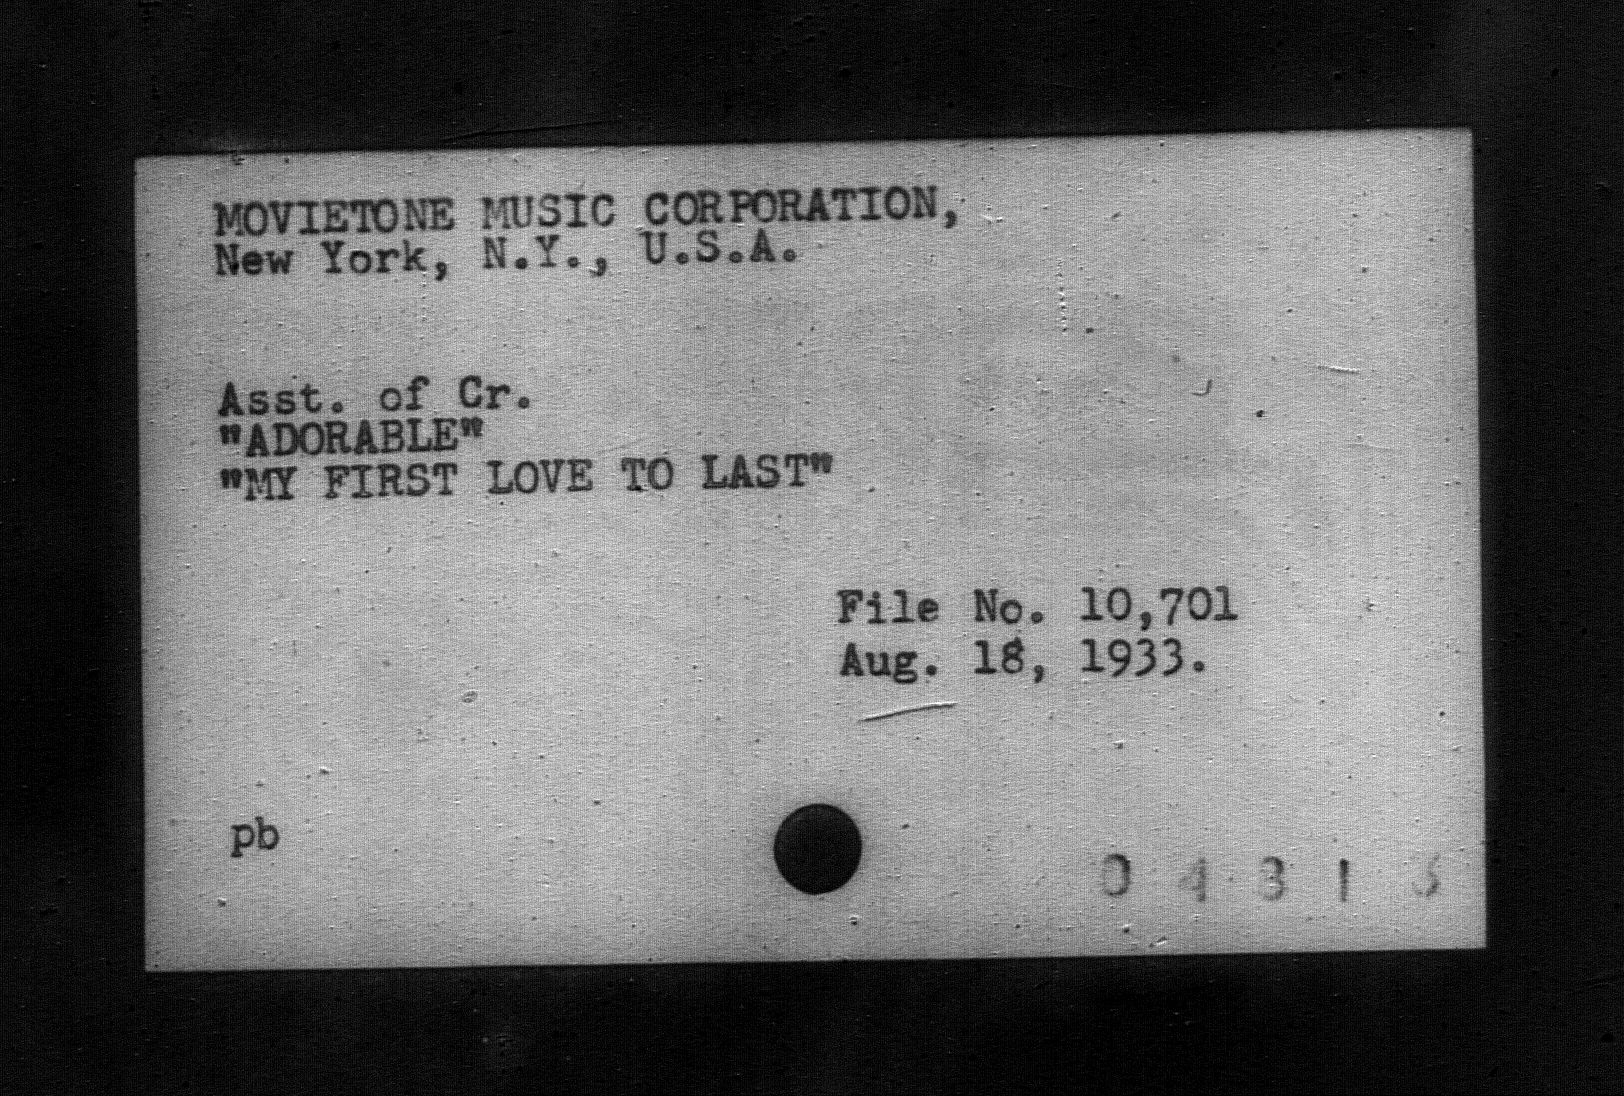 MOVIETONE MUSIC CORPORATION,
New York, N.Y., U.S.A.
Asst. of Cr.
"ADORABLE"
"MY FIRST LOVE TO LAST"
File No. 10,701
Aug. 18, 1933.
pb